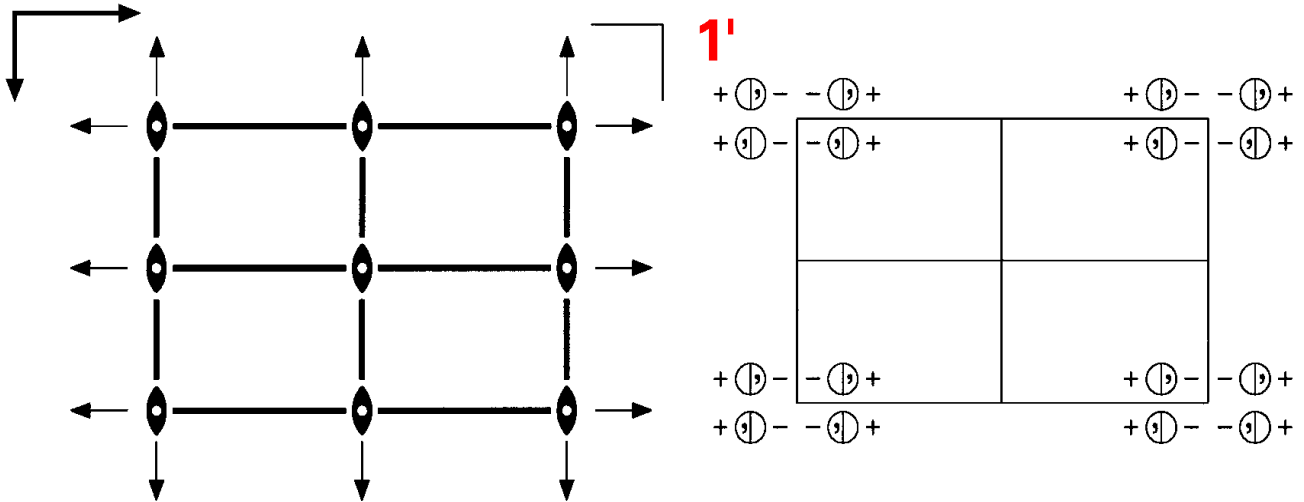 1'
+ , − − , + + , − − , +
+ , − − , + + , − − , +
+ , − − , + + , − − , +
+ , − − , + + , − − , +